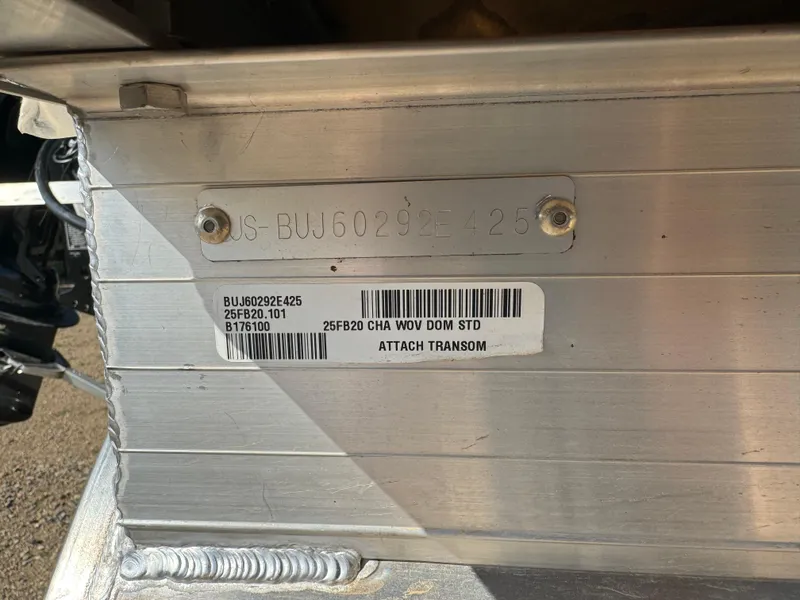 US-BUJ60292E425
BUJ60292E425
25FB20.101
B176100 25FB20 CHA WOV DOM STD
ATTACH TRANSOM